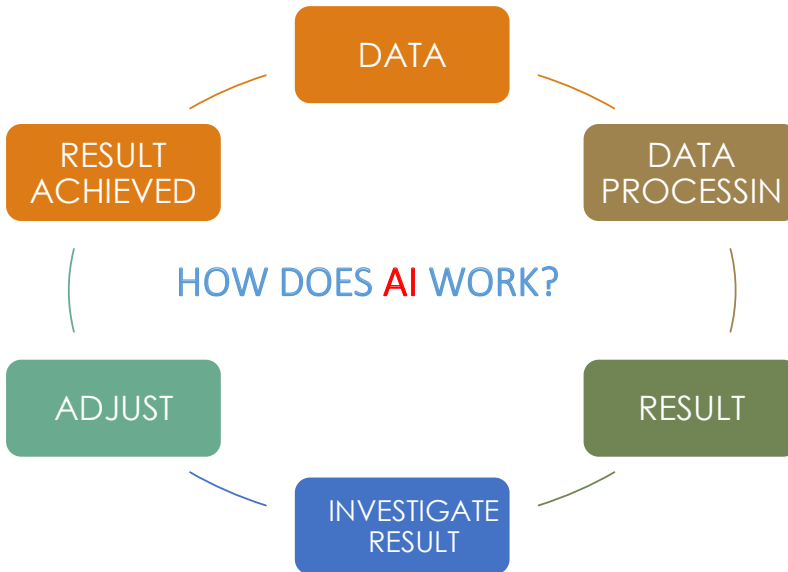 DATA
DATA
PROCESSIN
RESULT
INVESTIGATE
RESULT
ADJUST
RESULT
ACHIEVED
HOW DOES AI WORK?